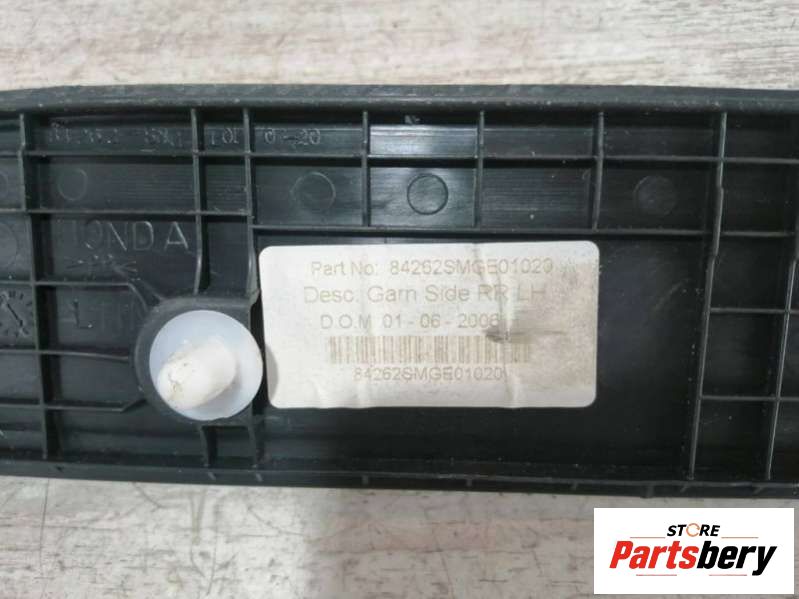 HONDA
Part No: 84262SMGE01020
Desc: Garn Side RR LH
D.O.M 01-06-2006
84262SMGE01020
STORE
Partsbery